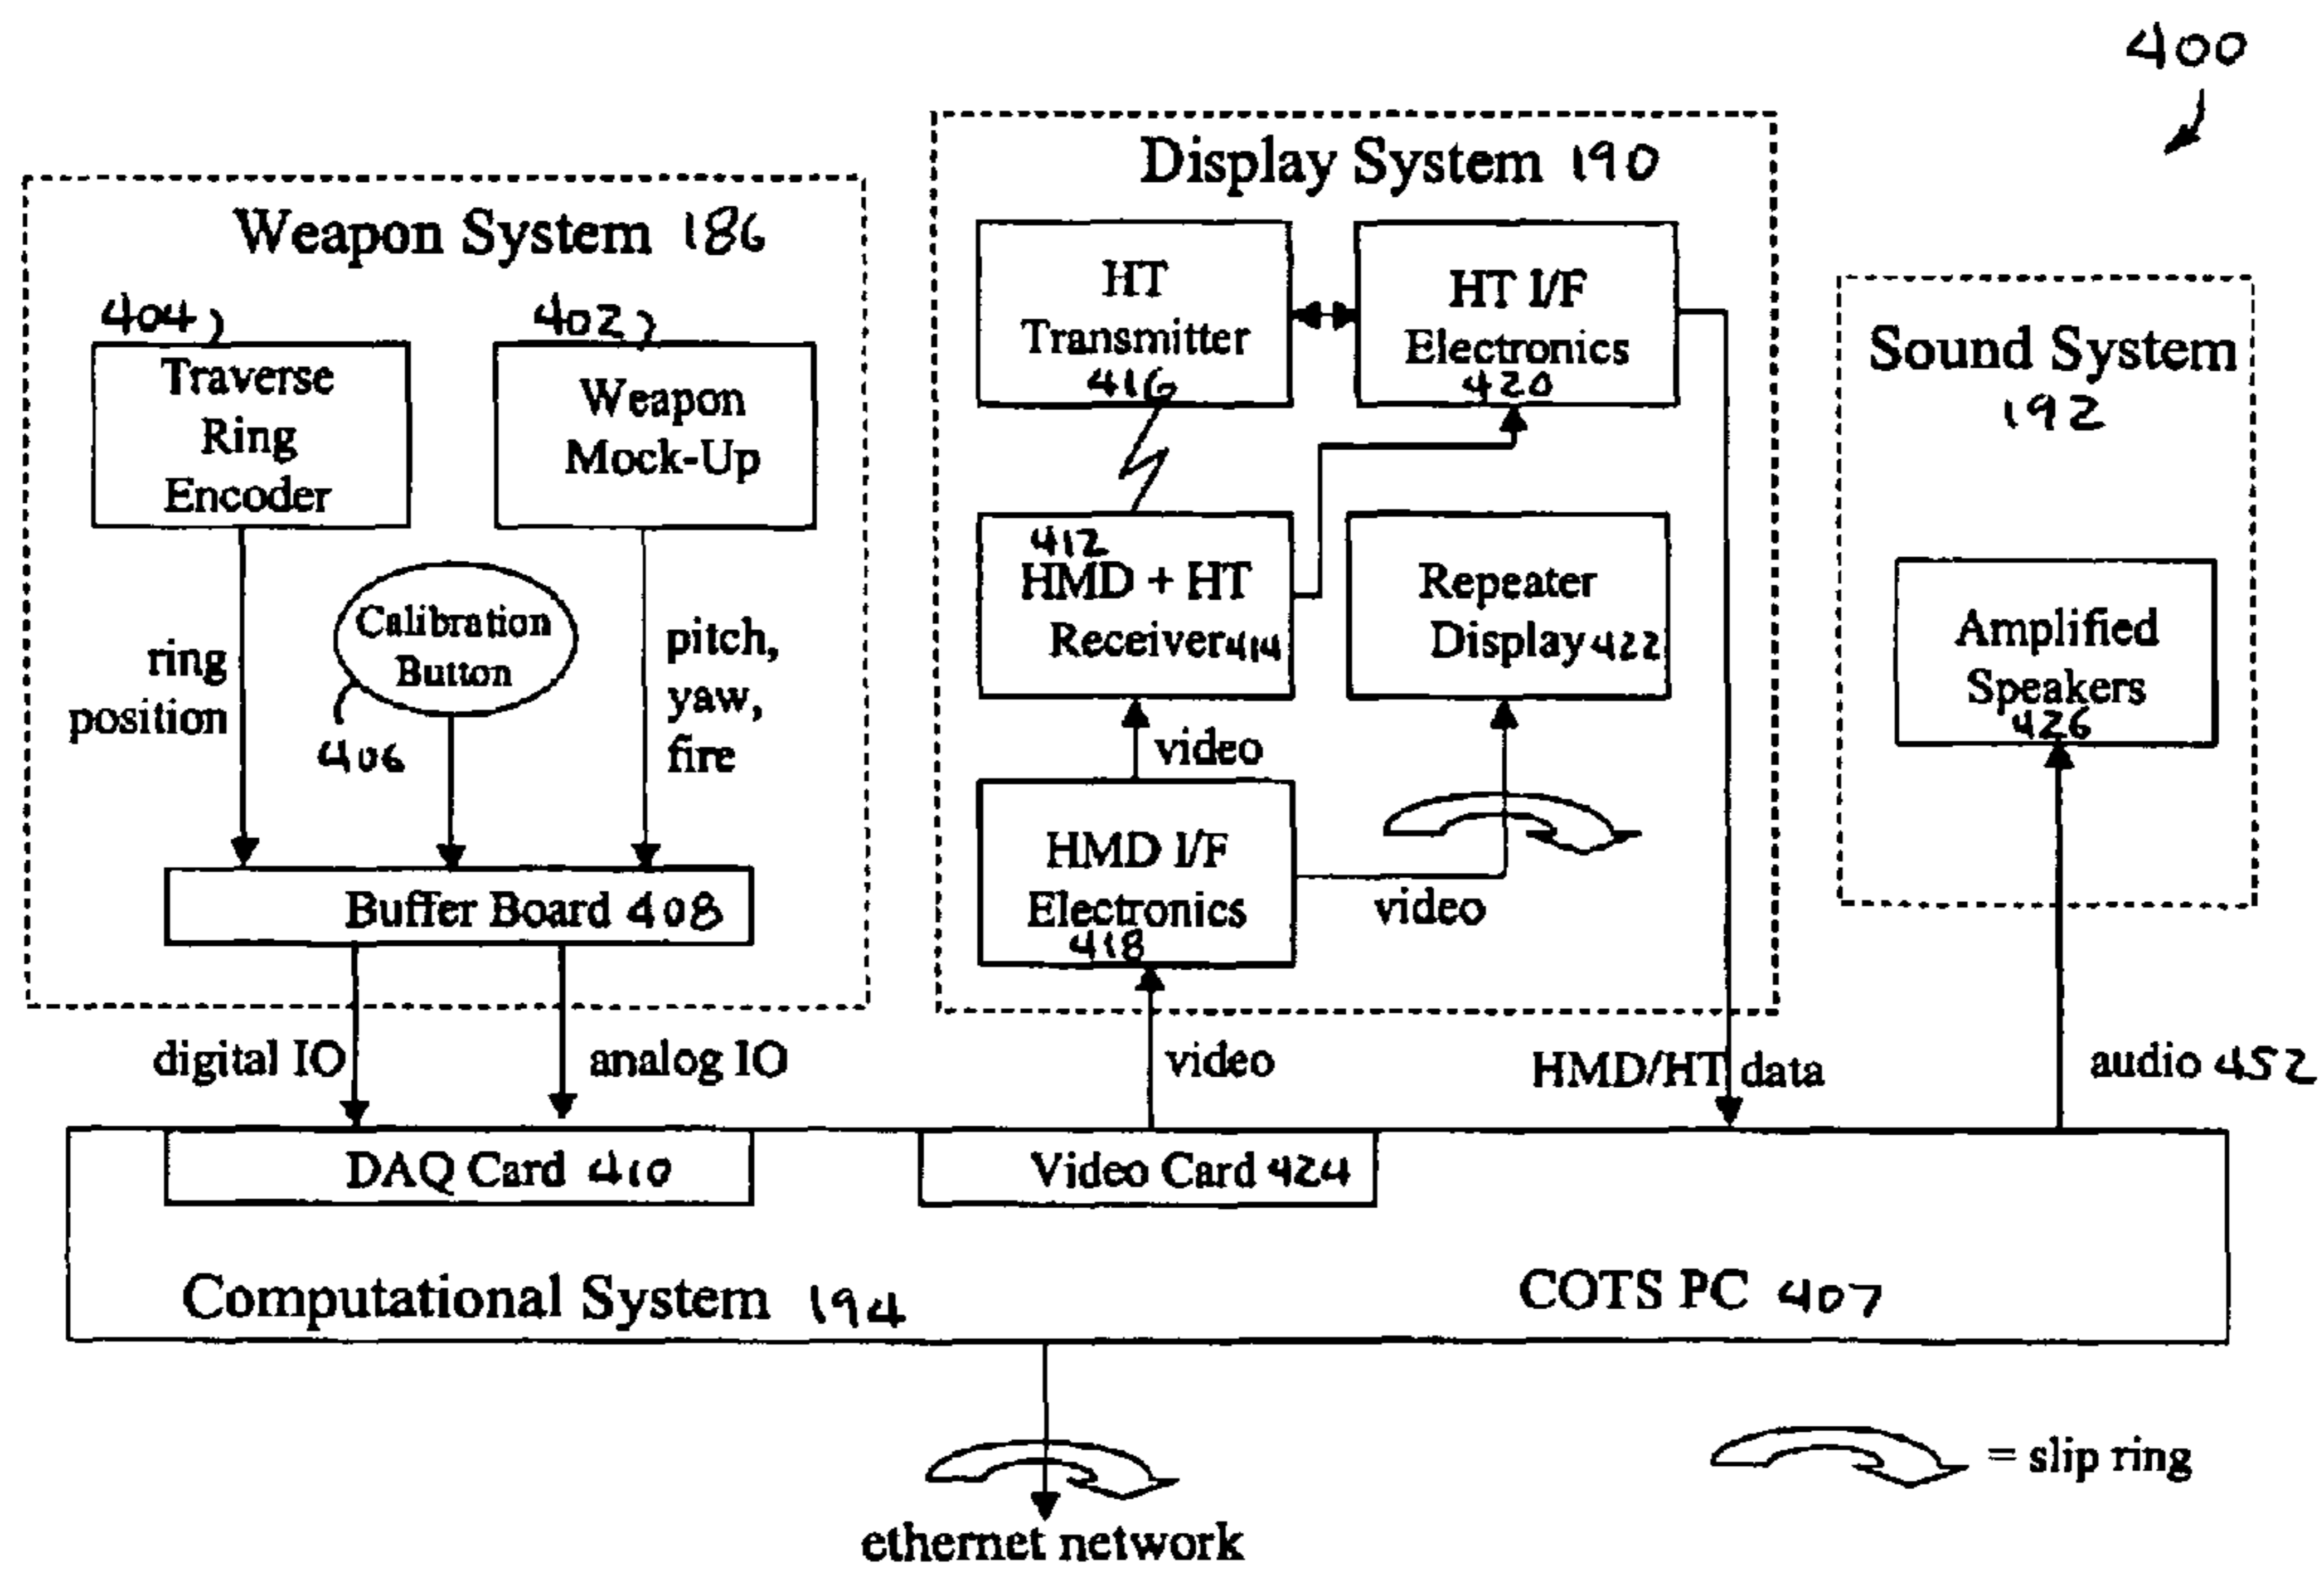 400
Weapon System 186
404
402
Traverse
Ring
Encoder
Weapon
Mock-Up
Calibration
Button
406
ring
position
pitch,
yaw,
fire
Buffer Board 408
digital IO
analog IO
Display System 190
HT
Transmitter
416
HT I/F
Electronics
420
412
HMD + HT
Receiver 414
Repeater
Display 422
video
HMD I/F
Electronics
418
video
video
HMD/HT data
Sound System
192
Amplified
Speakers
426
audio 452
DAQ Card 410
Video Card 424
Computational System 194
COTS PC 407
= slip ring
ethernet network